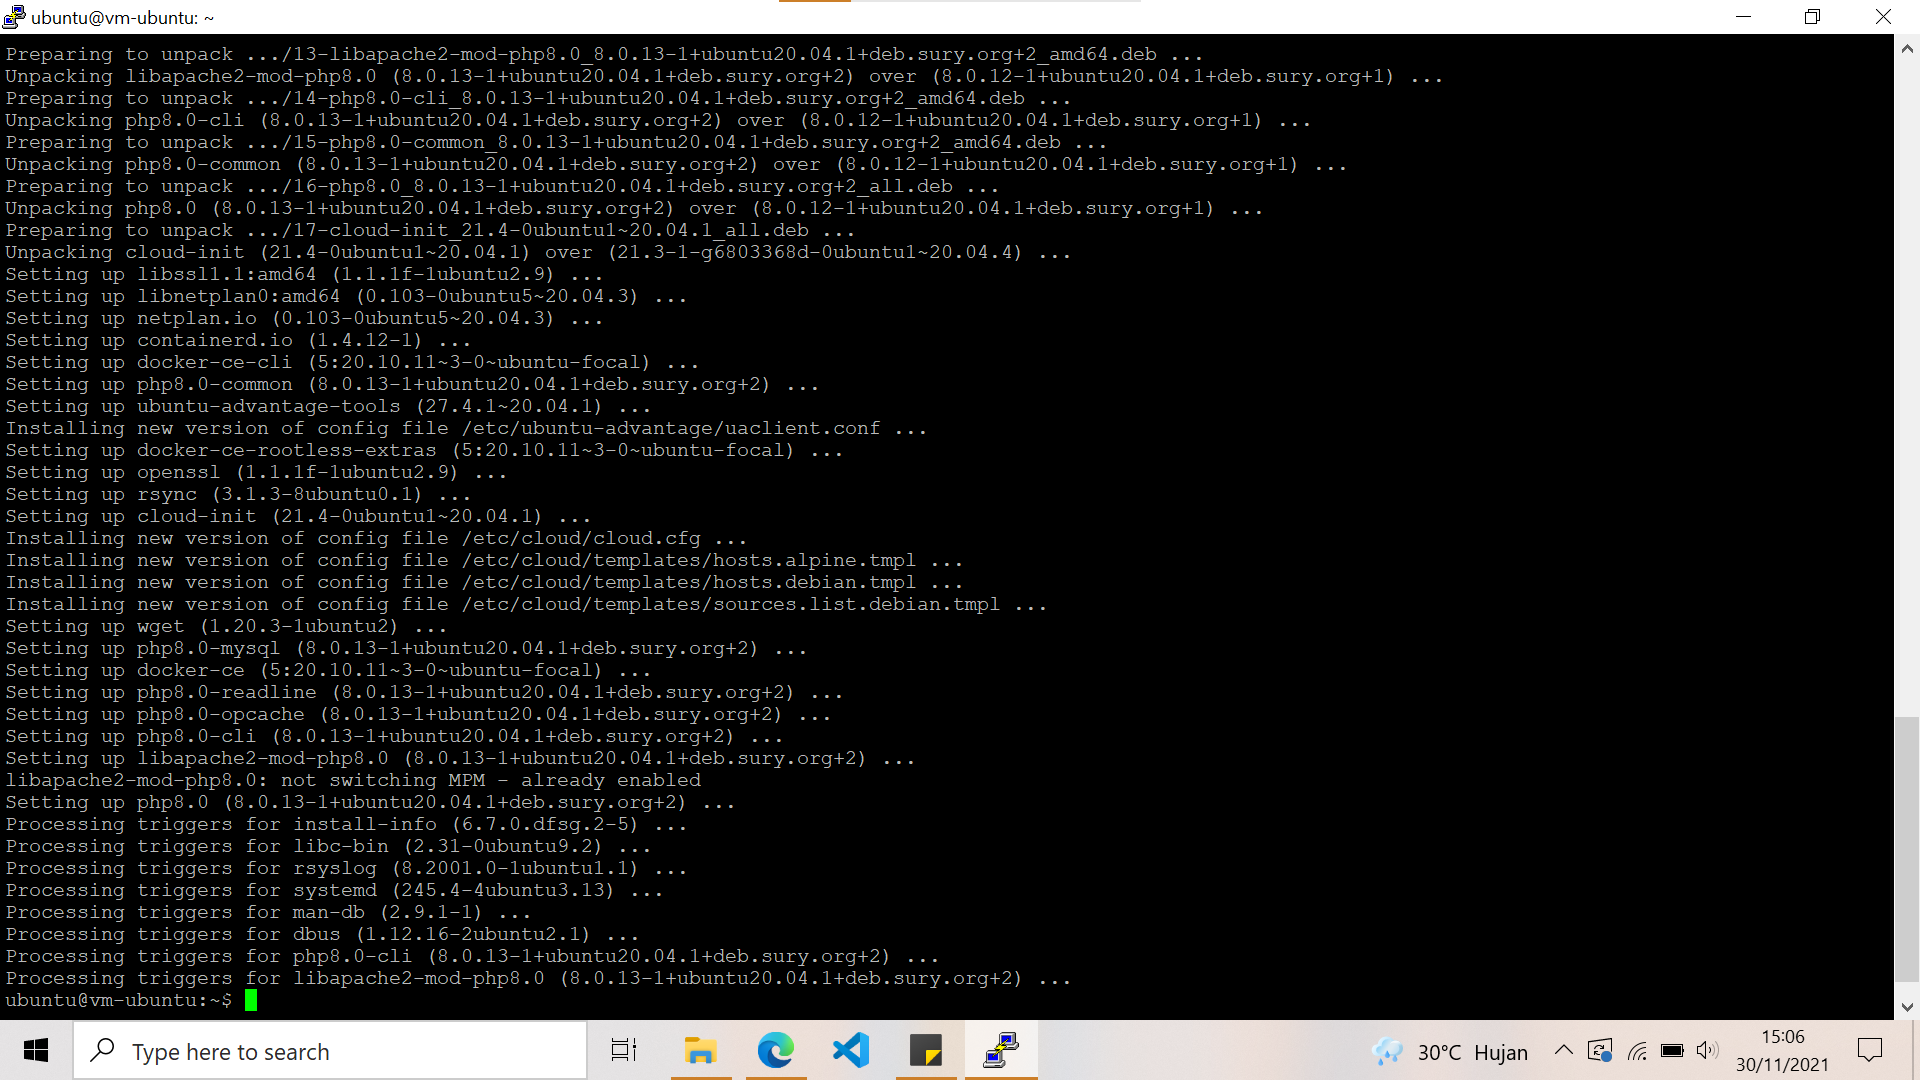 ubuntu@vm-ubuntu: ~
Preparing to unpack .../13-libapache2-mod-php8.0_8.0.13-1+ubuntu20.04.1+deb.sury.org+2_amd64.deb ...
Unpacking libapache2-mod-php8.0 (8.0.13-1+ubuntu20.04.1+deb.sury.org+2) over (8.0.12-1+ubuntu20.04.1+deb.sury.org+1) ...
Preparing to unpack .../14-php8.0-cli_8.0.13-1+ubuntu20.04.1+deb.sury.org+2_amd64.deb ...
Unpacking php8.0-cli (8.0.13-1+ubuntu20.04.1+deb.sury.org+2) over (8.0.12-1+ubuntu20.04.1+deb.sury.org+1) ...
Preparing to unpack .../15-php8.0-common_8.0.13-1+ubuntu20.04.1+deb.sury.org+2_amd64.deb ...
Unpacking php8.0-common (8.0.13-1+ubuntu20.04.1+deb.sury.org+2) over (8.0.12-1+ubuntu20.04.1+deb.sury.org+1) ...
Preparing to unpack .../16-php8.0_8.0.13-1+ubuntu20.04.1+deb.sury.org+2_all.deb ...
Unpacking php8.0 (8.0.13-1+ubuntu20.04.1+deb.sury.org+2) over (8.0.12-1+ubuntu20.04.1+deb.sury.org+1) ...
Preparing to unpack .../17-cloud-init_21.4-0ubuntu1~20.04.1_all.deb ...
Unpacking cloud-init (21.4-0ubuntu1~20.04.1) over (21.3-1-g6803368d-0ubuntu1~20.04.4) ...
Setting up libssl1.1:amd64 (1.1.1f-1ubuntu2.9) ...
Setting up libnetplan0:amd64 (0.103-0ubuntu5~20.04.3) ...
Setting up netplan.io (0.103-0ubuntu5~20.04.3) ...
Setting up containerd.io (1.4.12-1) ...
Setting up docker-ce-cli (5:20.10.11~3-0~ubuntu-focal) ...
Setting up php8.0-common (8.0.13-1+ubuntu20.04.1+deb.sury.org+2) ...
Setting up ubuntu-advantage-tools (27.4.1~20.04.1) ...
Installing new version of config file /etc/ubuntu-advantage/uaclient.conf ...
Setting up docker-ce-rootless-extras (5:20.10.11~3-0~ubuntu-focal) ...
Setting up openssl (1.1.1f-1ubuntu2.9) ...
Setting up rsync (3.1.3-8ubuntu0.1) ...
Setting up cloud-init (21.4-0ubuntu1~20.04.1) ...
Installing new version of config file /etc/cloud/cloud.cfg ...
Installing new version of config file /etc/cloud/templates/hosts.alpine.tmpl ...
Installing new version of config file /etc/cloud/templates/hosts.debian.tmpl ...
Installing new version of config file /etc/cloud/templates/sources.list.debian.tmpl ...
Setting up wget (1.20.3-1ubuntu2) ...
Setting up php8.0-mysql (8.0.13-1+ubuntu20.04.1+deb.sury.org+2) ...
Setting up docker-ce (5:20.10.11~3-0~ubuntu-focal) ...
Setting up php8.0-readline (8.0.13-1+ubuntu20.04.1+deb.sury.org+2) ...
Setting up php8.0-opcache (8.0.13-1+ubuntu20.04.1+deb.sury.org+2) ...
Setting up php8.0-cli (8.0.13-1+ubuntu20.04.1+deb.sury.org+2) ...
Setting up libapache2-mod-php8.0 (8.0.13-1+ubuntu20.04.1+deb.sury.org+2) ...
libapache2-mod-php8.0: not switching MPM - already enabled
Setting up php8.0 (8.0.13-1+ubuntu20.04.1+deb.sury.org+2) ...
Processing triggers for install-info (6.7.0.dfsg.2-5) ...
Processing triggers for libc-bin (2.31-0ubuntu9.2) ...
Processing triggers for rsyslog (8.2001.0-1ubuntu1.1) ...
Processing triggers for systemd (245.4-4ubuntu3.13) ...
Processing triggers for man-db (2.9.1-1) ...
Processing triggers for dbus (1.12.16-2ubuntu2.1) ...
Processing triggers for php8.0-cli (8.0.13-1+ubuntu20.04.1+deb.sury.org+2) ...
Processing triggers for libapache2-mod-php8.0 (8.0.13-1+ubuntu20.04.1+deb.sury.org+2) ...
ubuntu@vm-ubuntu:~$
Type here to search
30°C Hujan
15:06
30/11/2021